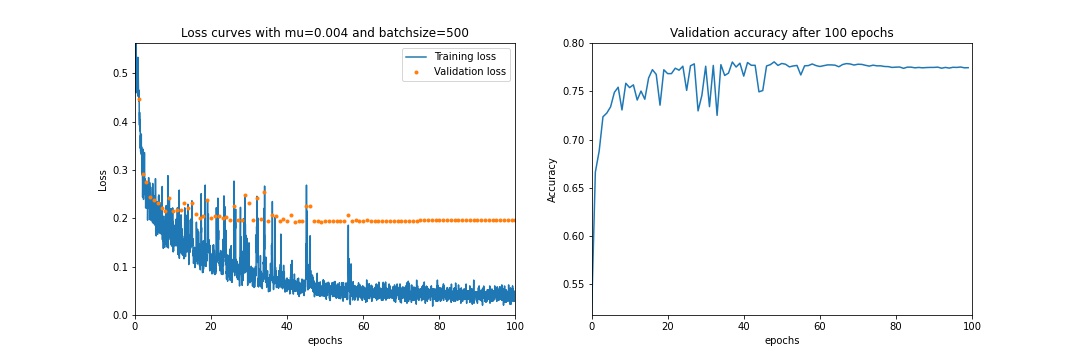 Loss curves with mu=0.004 and batchsize=500
Training loss
Validation loss
Loss
0.5
0.4
0.3
0.2
0.1
0.0
0 20 40 60 80 100
epochs
Validation accuracy after 100 epochs
Accuracy
0.80
0.75
0.70
0.65
0.60
0.55
0 20 40 60 80 100
epochs